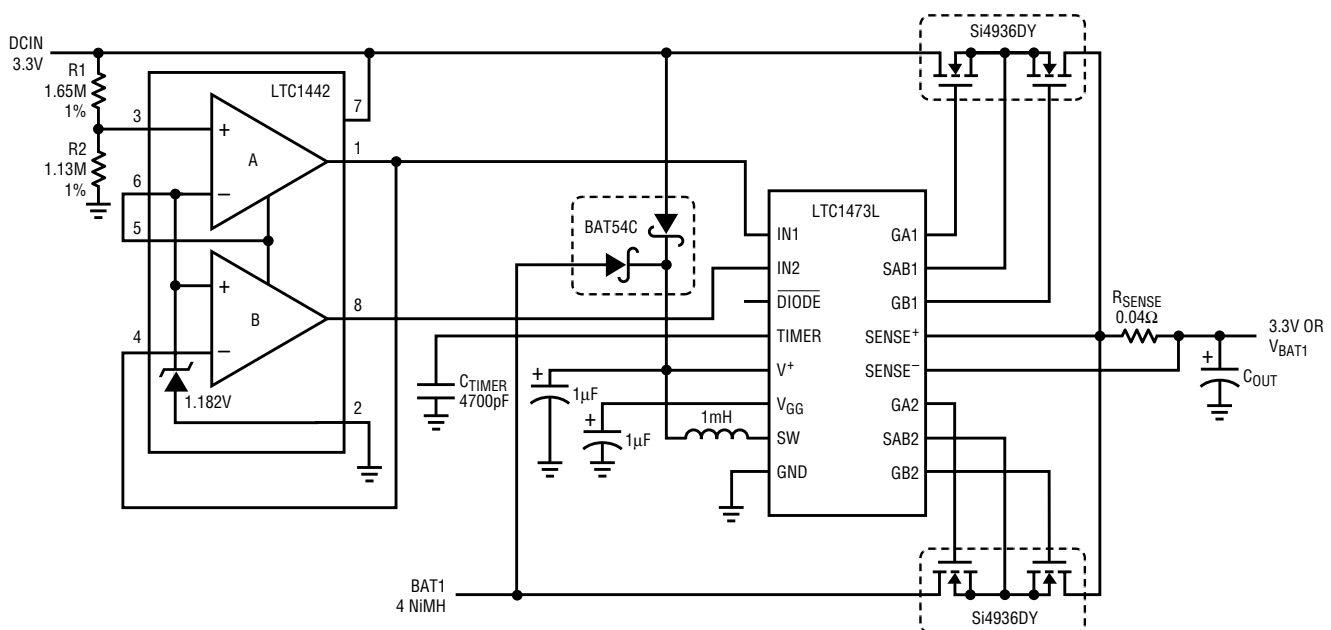 Si4936DY
DCIN
3.3V
R1
1.65M
1%
LTC1442
7
3
+
A
1
R2
1.13M
1%
6
–
5
LTC1473L
BAT54C
IN1
GA1
IN2
SAB1
DIODE
GB1
+
B
8
4
–
TIMER
SENSE+
RSENSE
0.04Ω
3.3V OR
VBAT1
V+
SENSE–
+
COUT
1.182V
CTIMER
4700pF
+
1µF
VGG
GA2
2
+
1µF
1mH
SW
SAB2
GND
GB2
BAT1
4 NiMH
Si4936DY